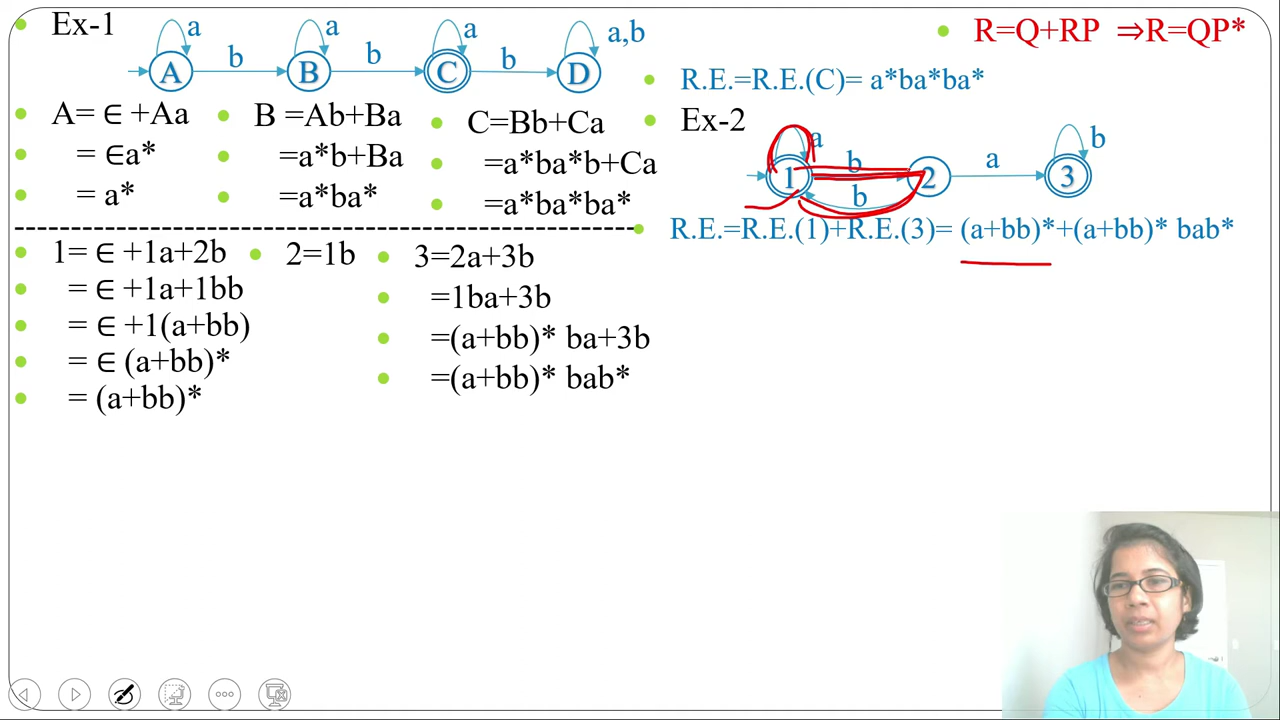 Ex-1
a
a
a
a,b
b
b
b
A
B
C
D
R=Q+RP ⇒R=QP*
R.E.=R.E.(C)= a*ba*ba*
A= ∈ +Aa
= ∈a*
= a*
B =Ab+Ba
=a*b+Ba
=a*ba*
C=Bb+Ca
=a*ba*b+Ca
=a*ba*ba*
Ex-2
a
b
b
a
b
1
2
3
R.E.=R.E.(1)+R.E.(3)= (a+bb)*+(a+bb)* bab*
1= ∈ +1a+2b
= ∈ +1a+1bb
= ∈ +1(a+bb)
= ∈ (a+bb)*
= (a+bb)*
2=1b
3=2a+3b
=1ba+3b
=(a+bb)* ba+3b
=(a+bb)* bab*